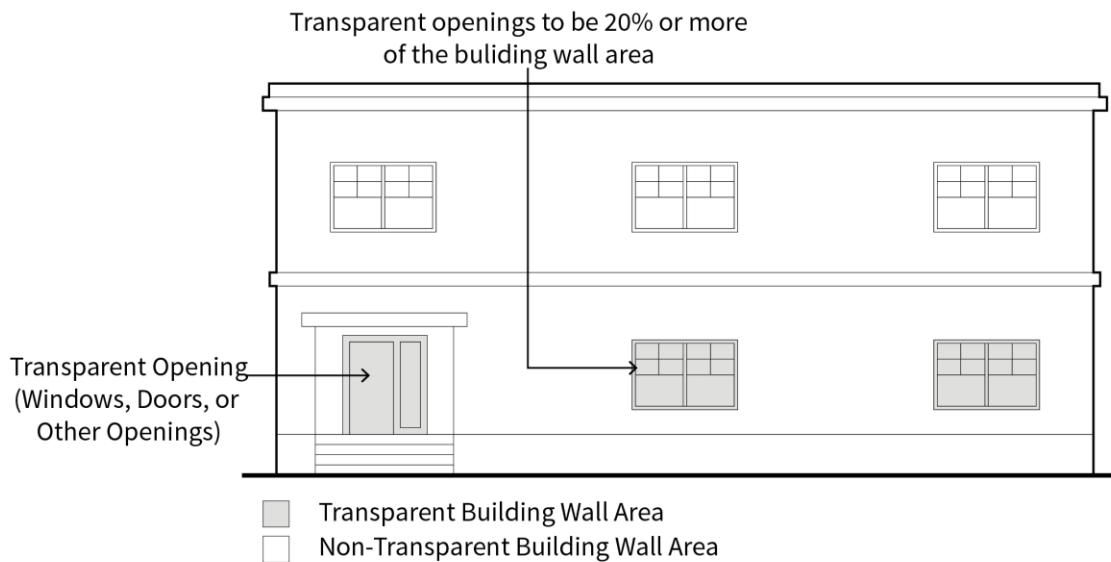 Transparent openings to be 20% or more
of the buliding wall area
Transparent Opening
(Windows, Doors, or
Other Openings)
Transparent Building Wall Area
Non-Transparent Building Wall Area